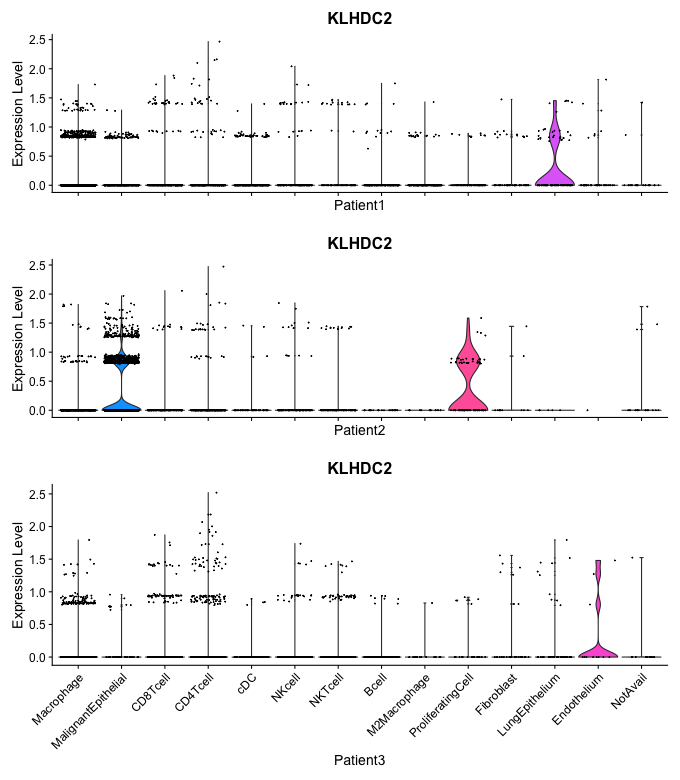 KLHDC2
Expression Level
2.5
2.0
1.5
1.0
0.5
0.0
Patient1
KLHDC2
Expression Level
2.5
2.0
1.5
1.0
0.5
0.0
Patient2
KLHDC2
Expression Level
2.5
2.0
1.5
1.0
0.5
0.0
Macrophage
MalignantEpithelial
CD8Tcell
CD4Tcell
cDC
NKcell
NKTcell
Bcell
M2Macrophage
ProliferatingCell
Fibroblast
LungEpithelium
Endothelium
NotAvail
Patient3